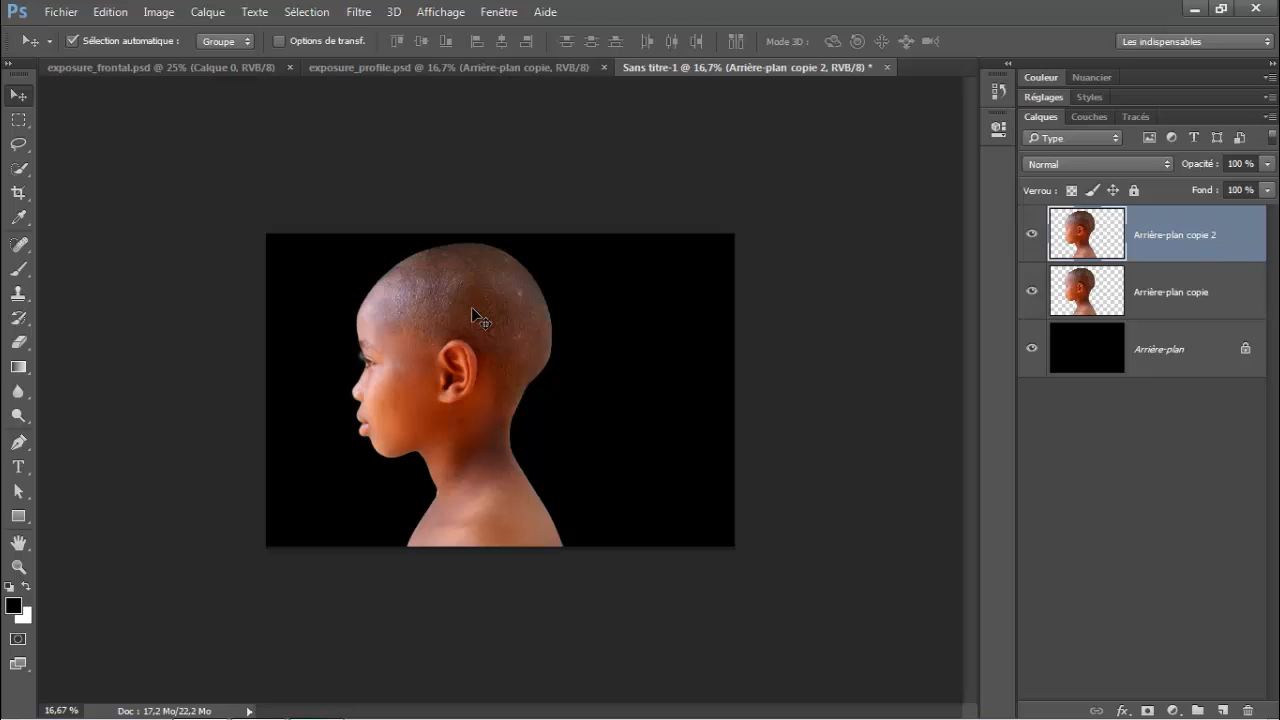 Ps Fichier Edition Image Calque Texte Sélection Filtre 3D Affichage Fenêtre Aide
Sélection automatique : Groupe Options de transf. Mode 3D : Les indispensables
exposure_frontal.psd @ 25% (Calque 0, RVB/8) × exposure_profile.psd @ 16,7% (Arrière-plan copie, RVB/8) × Sans titre-1 @ 16,7% (Arrière-plan copie 2, RVB/8) * ×
Couleur Nuancier
Réglages Styles
Calques Couches Tracés
Type
Normal Opacité : 100 %
Verrou : Fond : 100 %
Arrière-plan copie 2
Arrière-plan copie
Arrière-plan
16,67 % Doc : 17,2 Mo/22,2 Mo